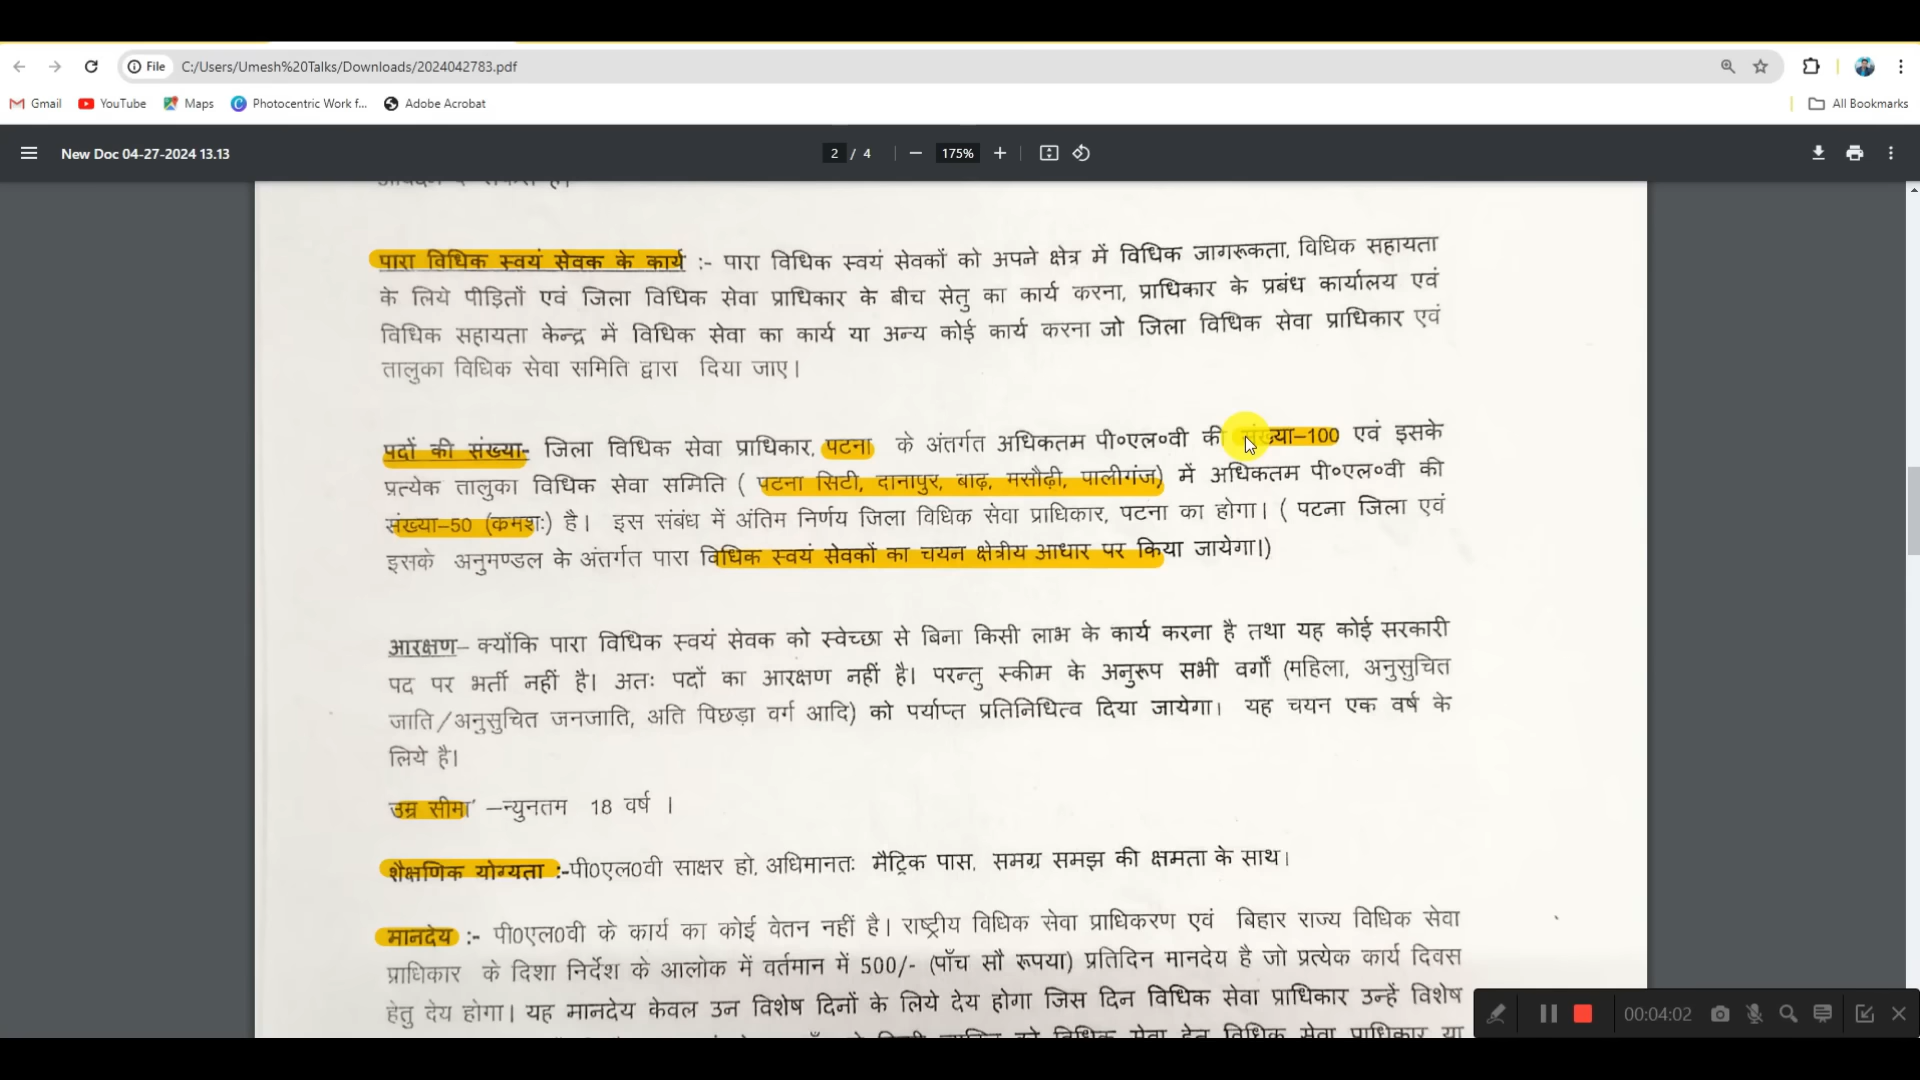 File C:/Users/Umesh%20Talks/Downloads/2024042783.pdf
Gmail YouTube Maps Photocentric Work f... Adobe Acrobat All Bookmarks
New Doc 04-27-2024 13.13 2 / 4 175%
पारा विधिक स्वयं सेवक के कार्य :- पारा विधिक स्वयं सेवकों को अपने क्षेत्र में विधिक जागरूकता, विधिक सहायता
के लिये पीड़ितों एवं जिला विधिक सेवा प्राधिकार के बीच सेतु का कार्य करना, प्राधिकार के प्रबंध कार्यालय एवं
विधिक सहायता केन्द्र में विधिक सेवा का कार्य या अन्य कोई कार्य करना जो जिला विधिक सेवा प्राधिकार एवं
तालुका विधिक सेवा समिति द्वारा दिया जाए।
पदों की संख्या- जिला विधिक सेवा प्राधिकार, पटना के अंतर्गत अधिकतम पी०एल०वी की संख्या–100 एवं इसके
प्रत्येक तालुका विधिक सेवा समिति ( पटना सिटी, दानापुर, बाढ़, मसौढ़ी, पालीगंज) में अधिकतम पी०एल०वी की
संख्या–50 (कमशः) है। इस संबंध में अंतिम निर्णय जिला विधिक सेवा प्राधिकार, पटना का होगा। ( पटना जिला एवं
इसके अनुमण्डल के अंतर्गत पारा विधिक स्वयं सेवकों का चयन क्षेत्रीय आधार पर किया जायेगा।)
आरक्षण– क्योंकि पारा विधिक स्वयं सेवक को स्वेच्छा से बिना किसी लाभ के कार्य करना है तथा यह कोई सरकारी
पद पर भर्ती नहीं है। अतः पदों का आरक्षण नहीं है। परन्तु स्कीम के अनुरूप सभी वर्गों (महिला, अनुसुचित
जाति/अनुसुचित जनजाति, अति पिछड़ा वर्ग आदि) को पर्याप्त प्रतिनिधित्व दिया जायेगा। यह चयन एक वर्ष के
लिये है।
उम्र सीमा' –न्युनतम 18 वर्ष ।
शैक्षणिक योग्यता :-पी0एल0वी साक्षर हो, अधिमानतः मैट्रिक पास, समग्र समझ की क्षमता के साथ।
मानदेय :- पी0एल0वी के कार्य का कोई वेतन नहीं है। राष्ट्रीय विधिक सेवा प्राधिकरण एवं बिहार राज्य विधिक सेवा
प्राधिकार के दिशा निर्देश के आलोक में वर्तमान में 500/- (पाँच सौ रूपया) प्रतिदिन मानदेय है जो प्रत्येक कार्य दिवस
हेतु देय होगा। यह मानदेय केवल उन विशेष दिनों के लिये देय होगा जिस दिन विधिक सेवा प्राधिकार उन्हें विशेष
00:04:02